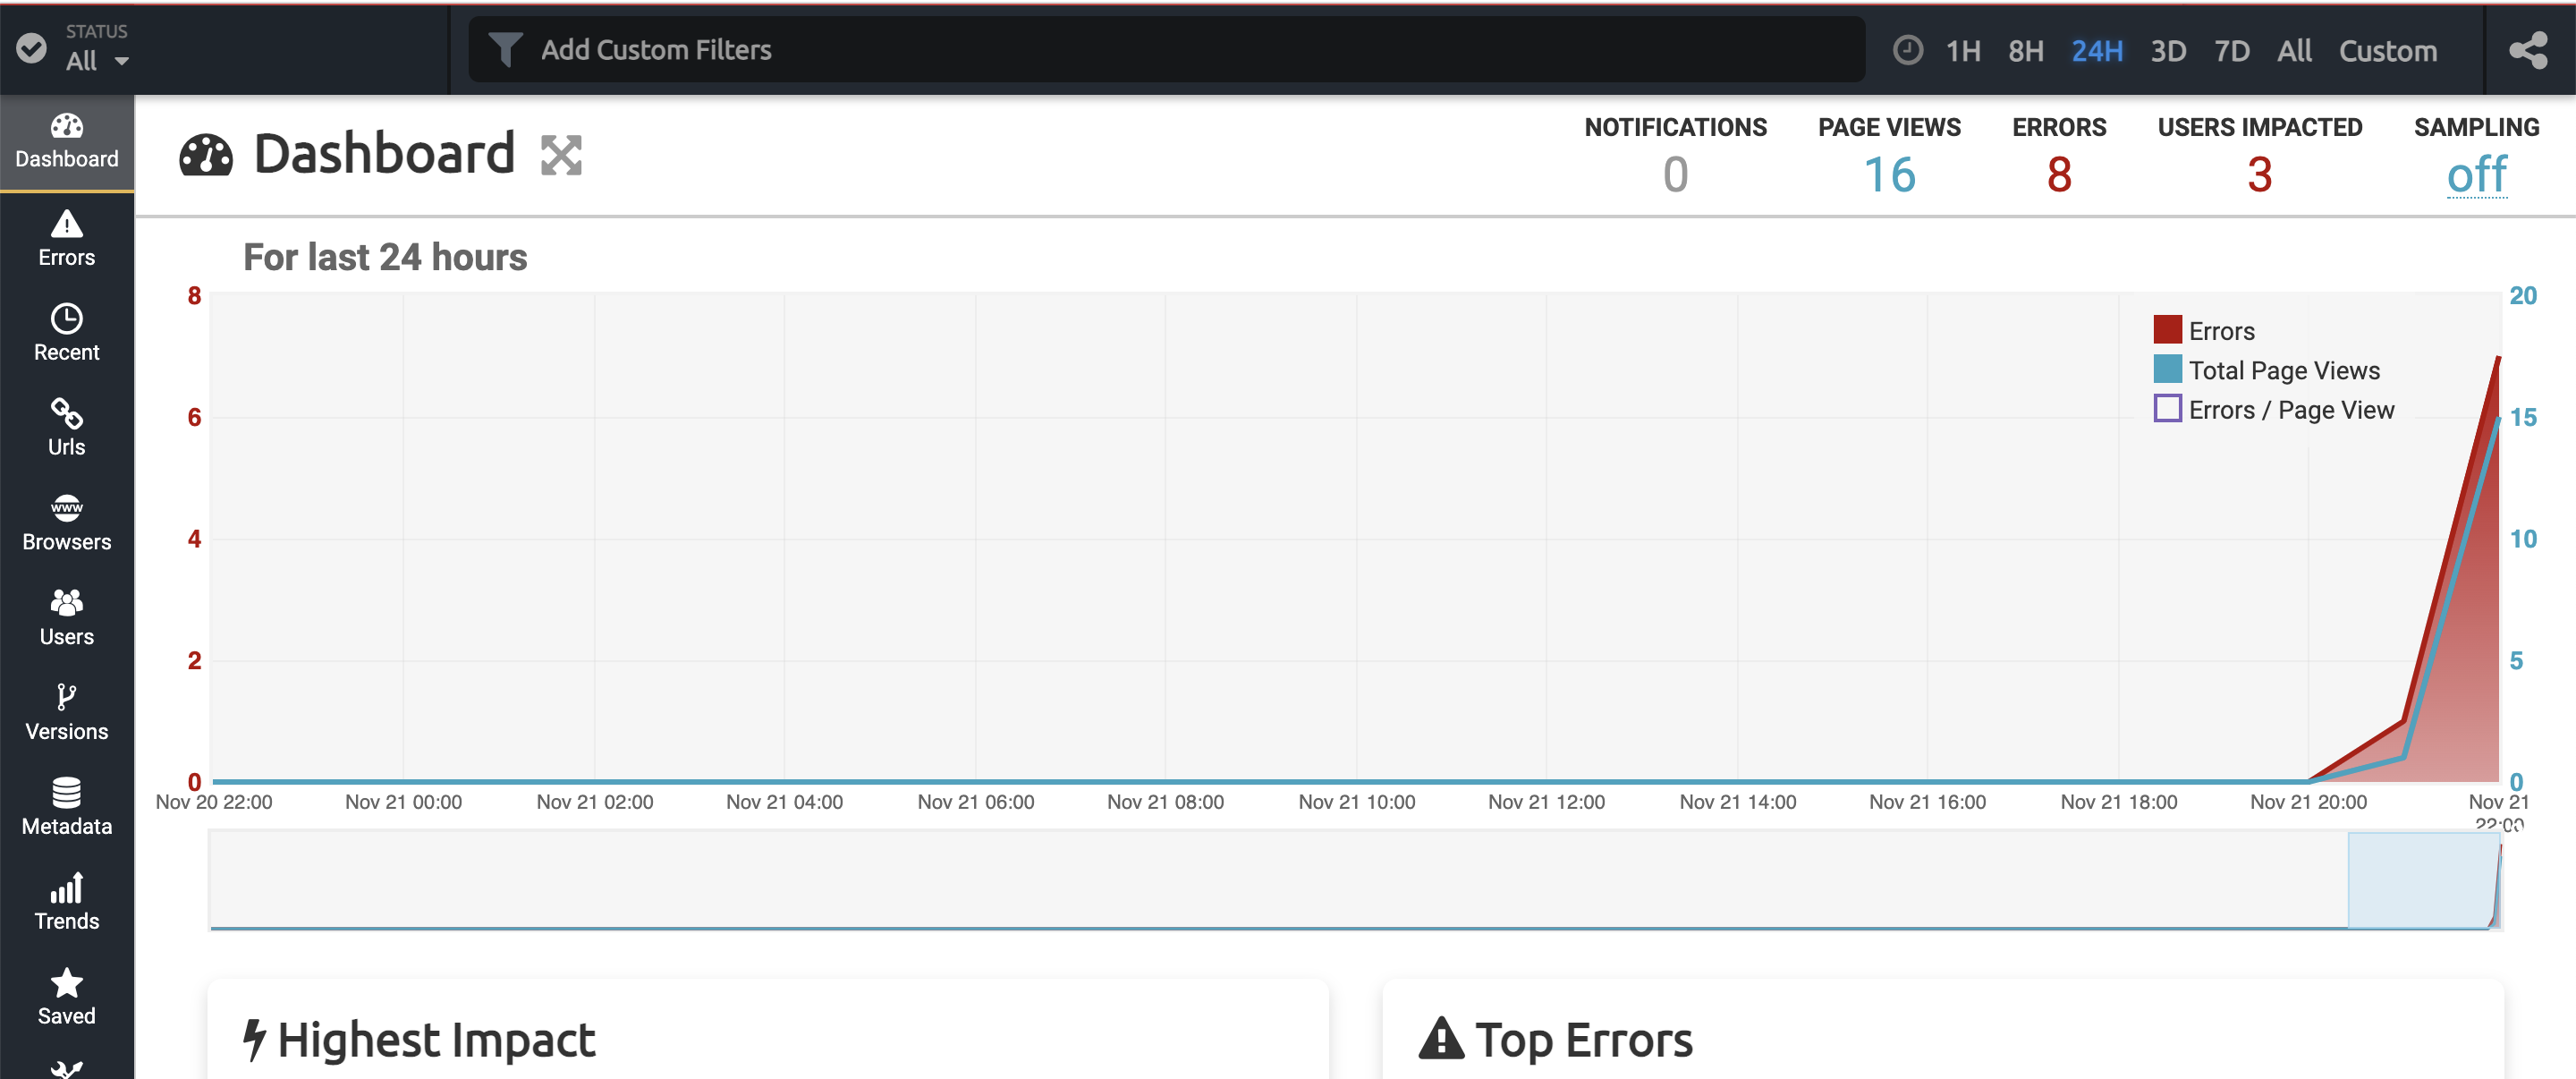 STATUS
All
Add Custom Filters
1H 8H 24H 3D 7D All Custom
Dashboard
Errors
Recent
Urls
www
Browsers
Users
Versions
Metadata
Trends
Saved
Dashboard
NOTIFICATIONS PAGE VIEWS ERRORS USERS IMPACTED SAMPLING
0 16 8 3 off
For last 24 hours
8 20
6 15
4 10
2 5
0 0
Errors
Total Page Views
Errors / Page View
Nov 20 22:00 Nov 21 00:00 Nov 21 02:00 Nov 21 04:00 Nov 21 06:00 Nov 21 08:00 Nov 21 10:00 Nov 21 12:00 Nov 21 14:00 Nov 21 16:00 Nov 21 18:00 Nov 21 20:00 Nov 21
22:00
Highest Impact
Top Errors